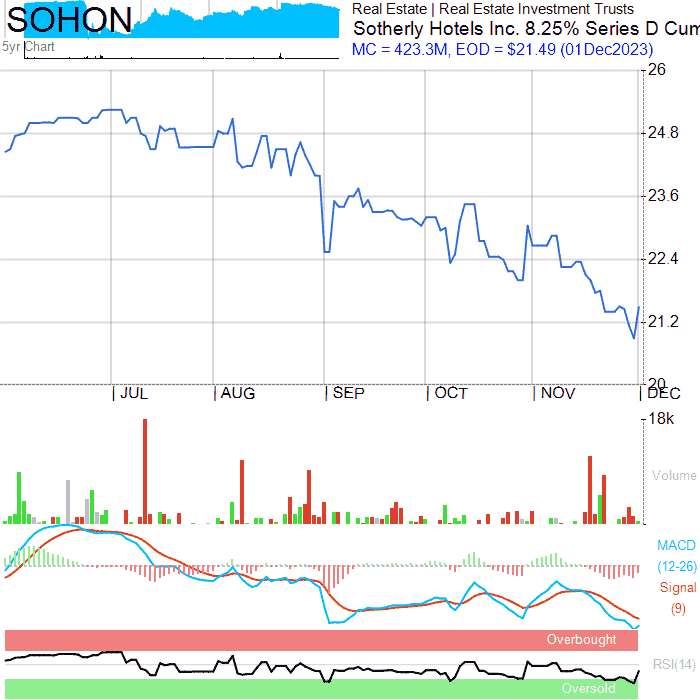 SOHON
Real Estate | Real Estate Investment Trusts
Sotherly Hotels Inc. 8.25% Series D Cum
5yr Chart
MC = 423.3M, EOD = $21.49 (01Dec2023)
26
24.8
23.6
22.4
21.2
20
JUL
AUG
SEP
OCT
NOV
DEC
18k
Volume
MACD
(12-26)
Signal
(9)
Overbought
RSI(14)
Oversold